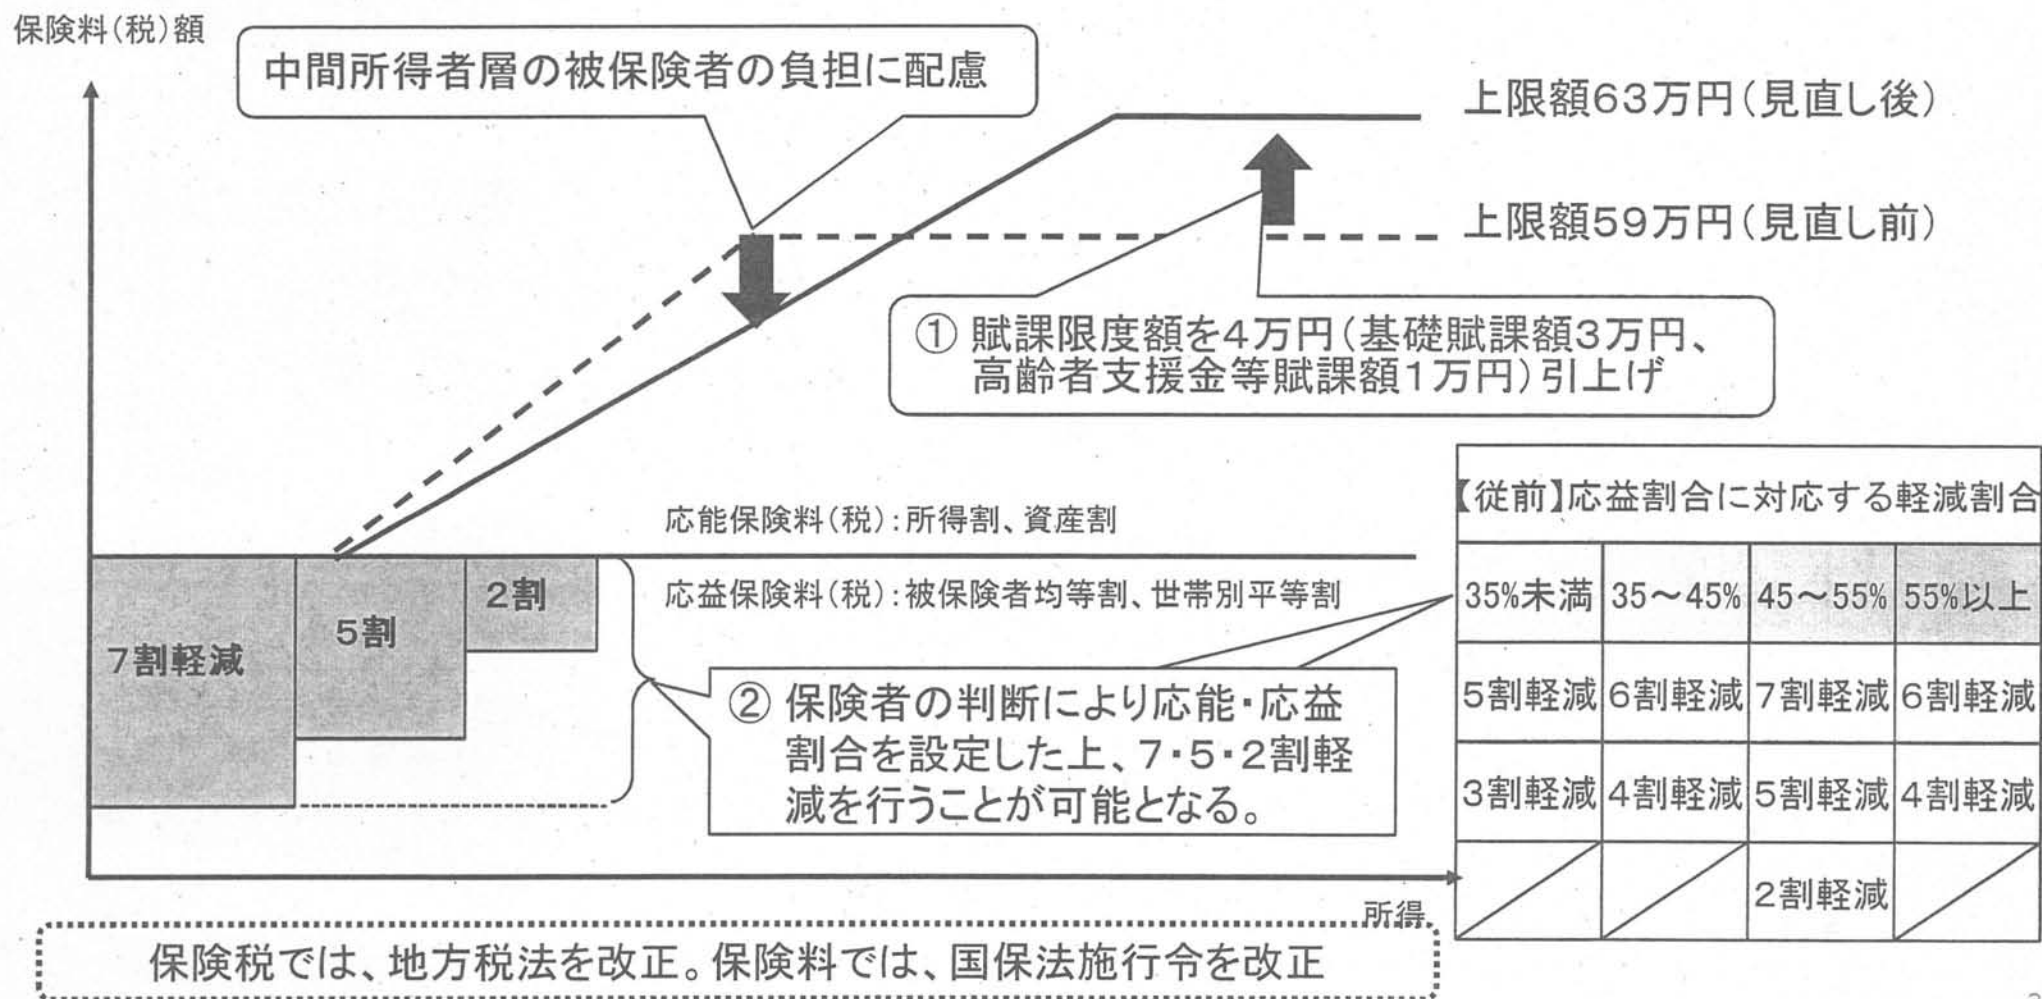 保険料(税)額
中間所得者層の被保険者の負担に配慮
上限額63万円(見直し後)
上限額59万円(見直し前)
① 賦課限度額を4万円(基礎賦課額3万円、
高齢者支援金等賦課額1万円)引上げ
応能保険料(税):所得割、資産割
応益保険料(税):被保険者均等割、世帯別平等割
7割軽減
5割
2割
② 保険者の判断により応能・応益
割合を設定した上、7・5・2割軽
減を行うことが可能となる。
【従前】応益割合に対応する軽減割合
35%未満 35～45% 45～55% 55%以上
5割軽減 6割軽減 7割軽減 6割軽減
3割軽減 4割軽減 5割軽減 4割軽減
2割軽減
所得
保険税では、地方税法を改正。保険料では、国保法施行令を改正